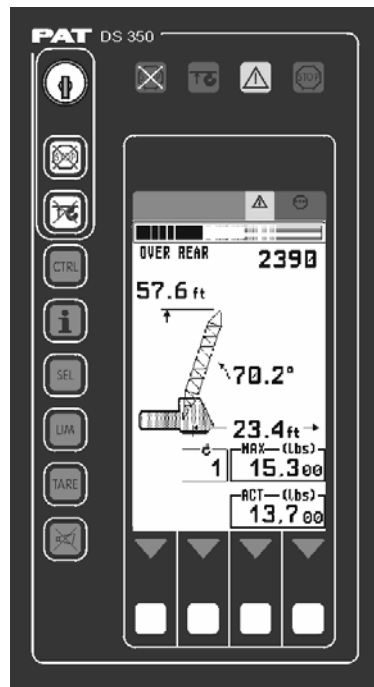 PAT DS 350
STOP
STOP
OVER REAR 2390
57.6 ft
70.2°
23.4ft
1
MAX—(lbs)
15,300
ACT—(lbs)
13,700
CTRL
i
SEL
LIM
TARE